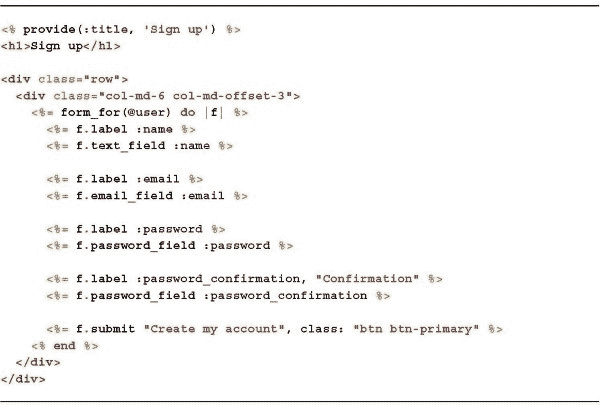 <% provide(:title, 'Sign up') %>
<h1>Sign up</h1>
<div class="row">
<div class="col-md-6 col-md-offset-3">
<%= form_for(@user) do |f| %>
<%= f.label :name %>
<%= f.text_field :name %>
<%= f.label :email %>
<%= f.email_field :email %>
<%= f.label :password %>
<%= f.password_field :password %>
<%= f.label :password_confirmation, "Confirmation" %>
<%= f.password_field :password_confirmation %>
<%= f.submit "Create my account", class: "btn btn-primary" %>
<% end %>
</div>
</div>